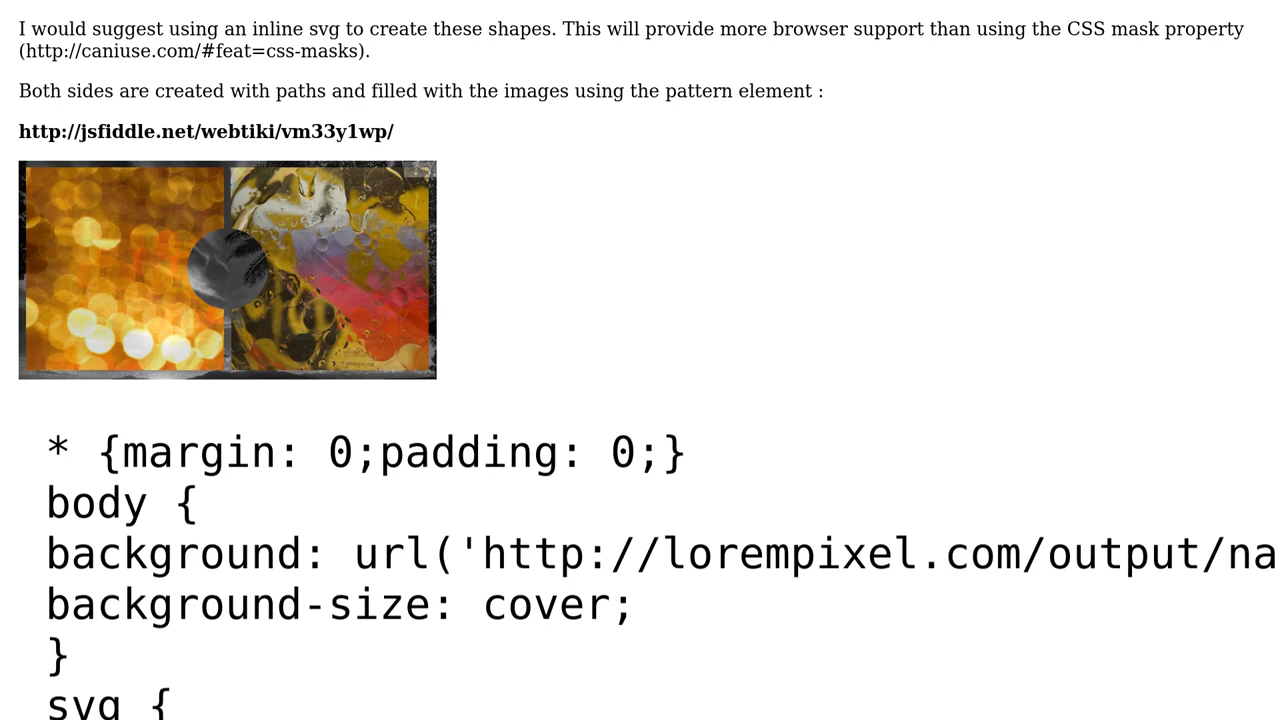 I would suggest using an inline svg to create these shapes. This will provide more browser support than using the CSS mask property
(http://caniuse.com/#feat=css-masks).
Both sides are created with paths and filled with the images using the pattern element :
http://jsfiddle.net/webtiki/vm33y1wp/
* {margin: 0;padding: 0;}
body {
background: url('http://lorempixel.com/output/na
background-size: cover;
}
svg {